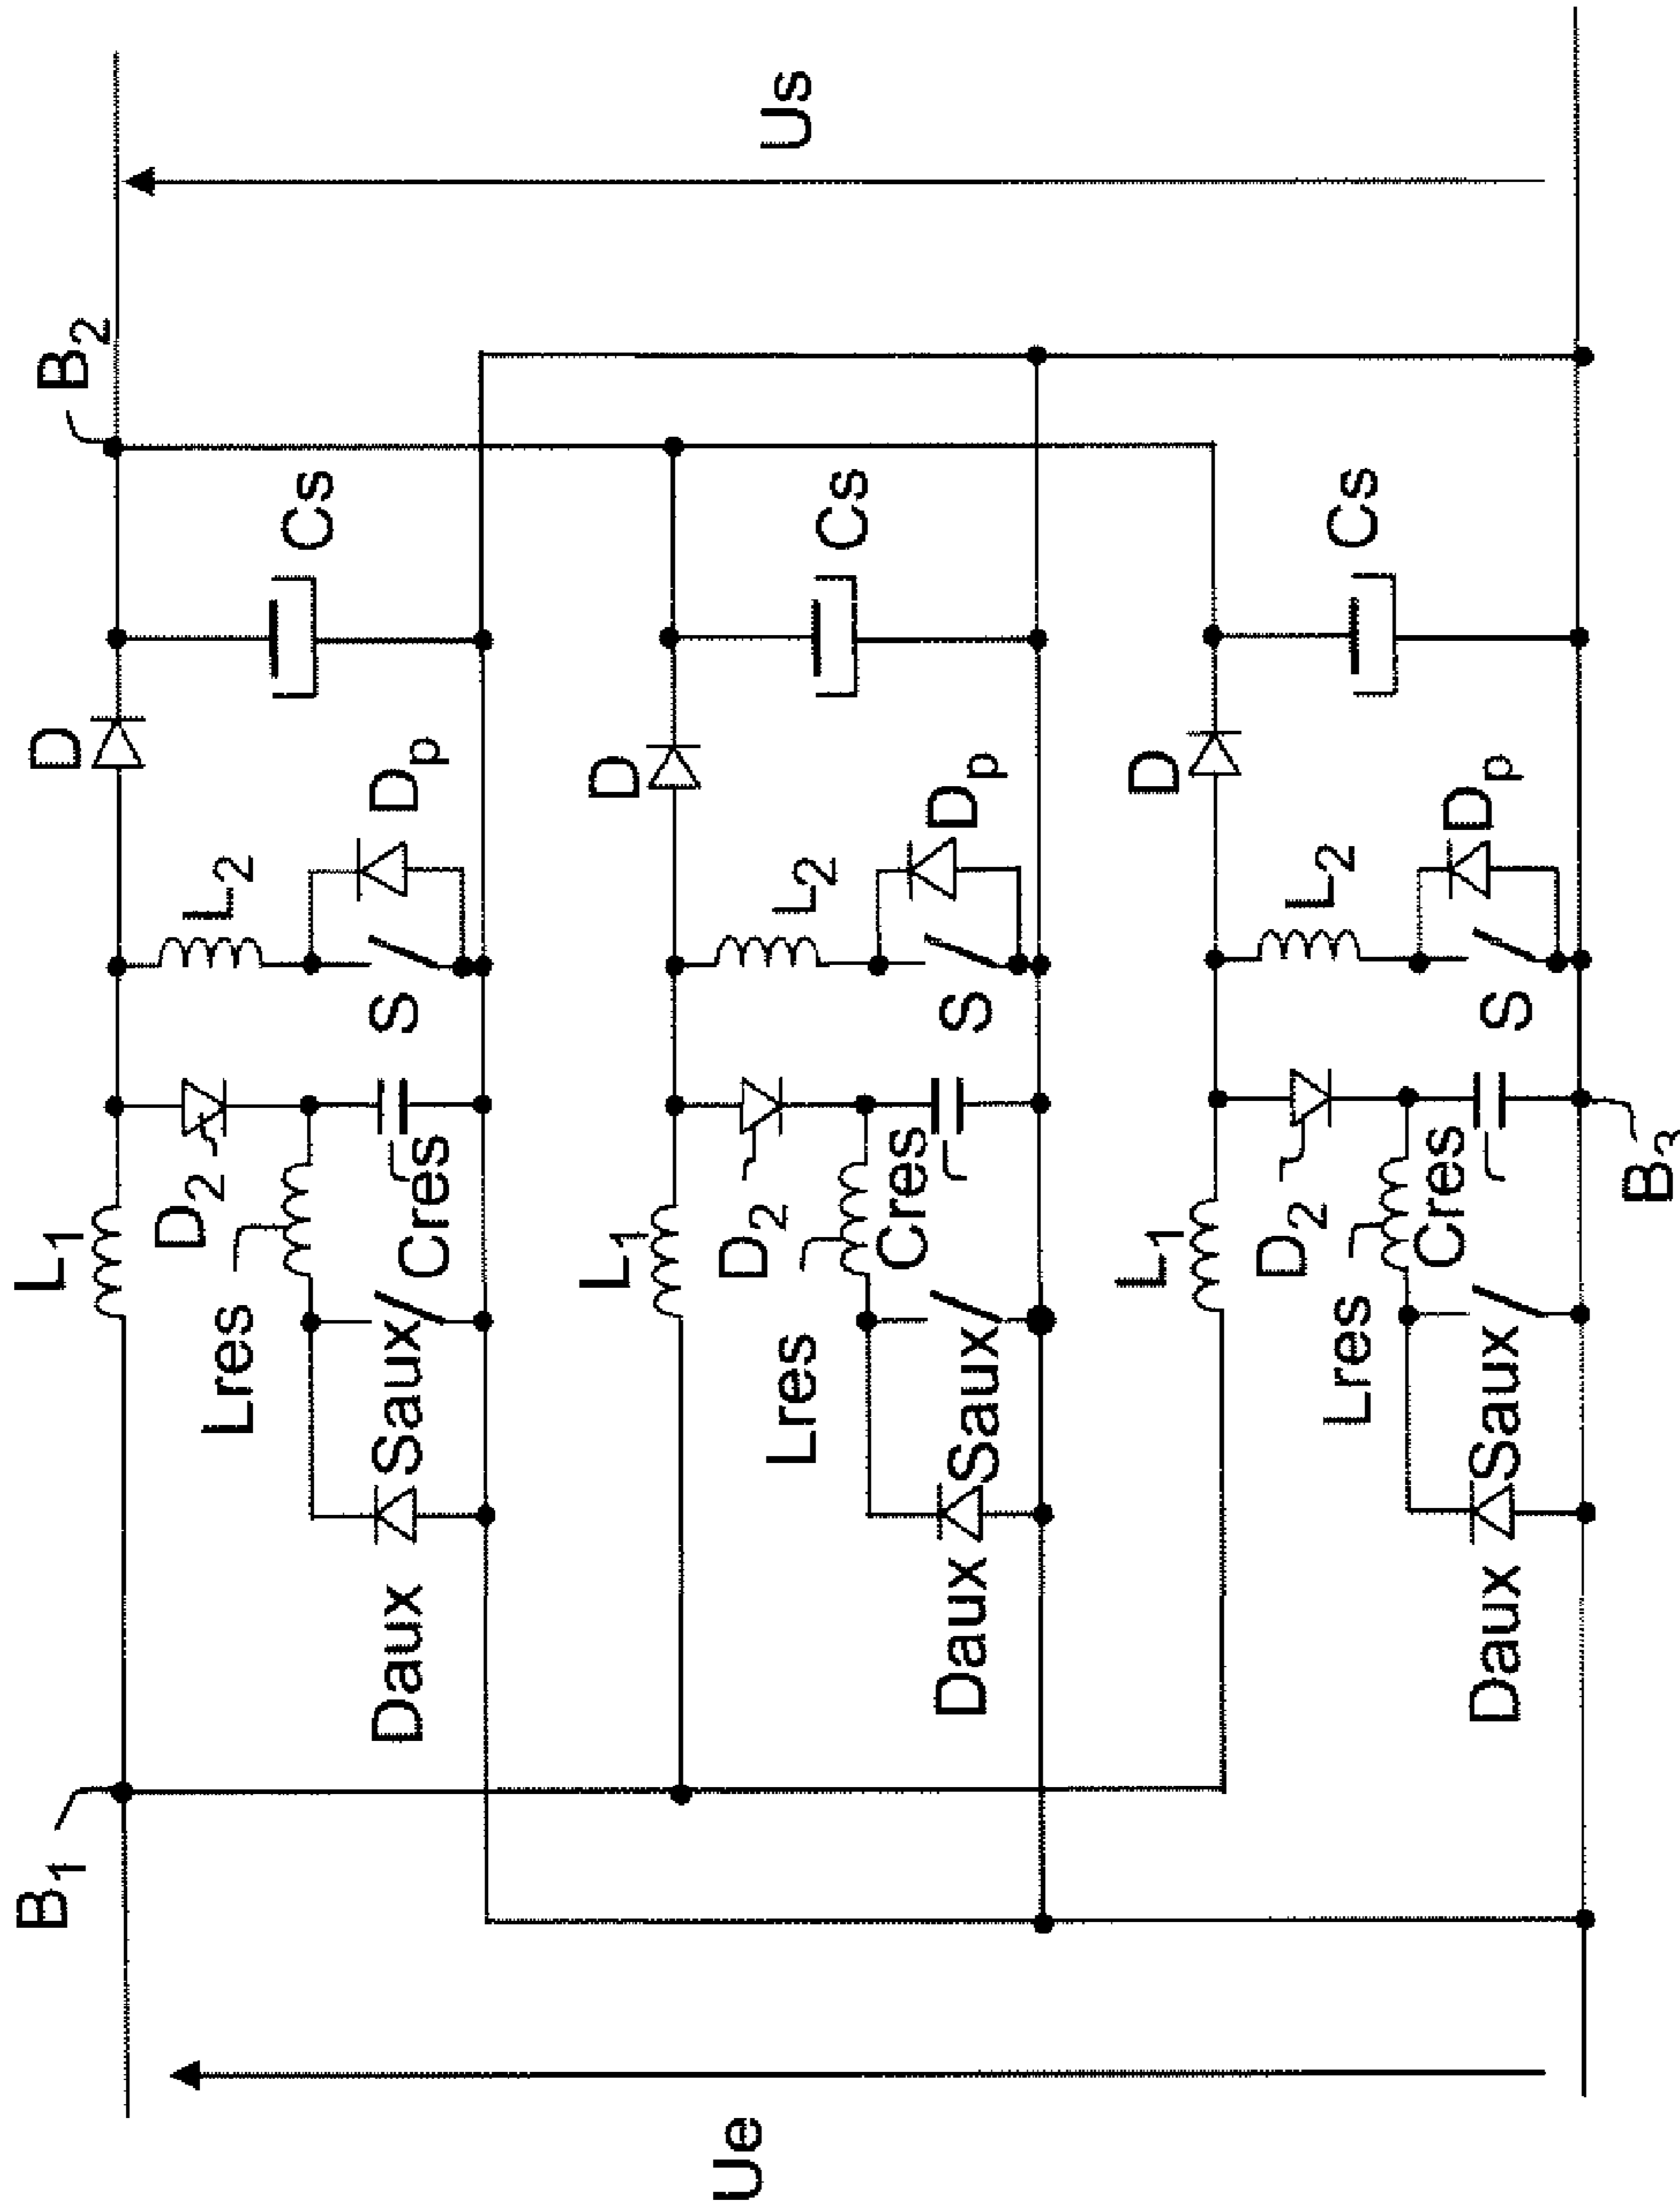 Ue
Us
B1
B2
L1
D
D2
L2
Dp
Cs
Lres
Cres
S
Daux
Saux
L1
D
D2
L2
Dp
Cs
Lres
Cres
S
Daux
Saux
L1
D
D2
L2
Dp
Cs
Lres
Cres
S
Daux
Saux
B3